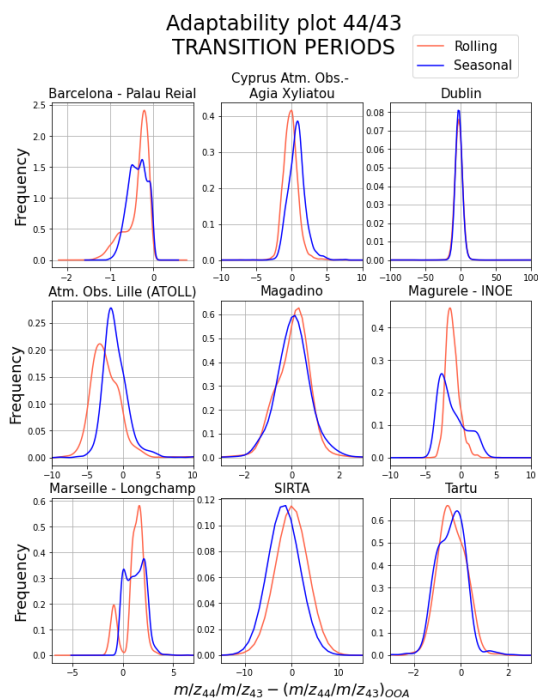 Adaptability plot 44/43
TRANSITION PERIODS
Rolling
Seasonal
Barcelona - Palau Reial
Cyprus Atm. Obs.-
Agia Xyliatou
Dublin
Frequency
2.5
2.0
1.5
1.0
0.5
0.0
−2 −1 0
0.4
0.3
0.2
0.1
0.0
−10 −5 0 5 10
0.08
0.07
0.06
0.05
0.04
0.03
0.02
0.01
0.00
−100 −50 0 50 100
Atm. Obs. Lille (ATOLL)
Magadino
Magurele - INOE
Frequency
0.25
0.20
0.15
0.10
0.05
0.00
−10 −5 0 5 10
0.6
0.5
0.4
0.3
0.2
0.1
0.0
−2 0 2
0.4
0.3
0.2
0.1
0.0
−10 −5 0 5 10
Marseille - Longchamp
SIRTA
Tartu
Frequency
0.6
0.5
0.4
0.3
0.2
0.1
0.0
−5 0 5
0.12
0.10
0.08
0.06
0.04
0.02
0.00
−10 0 10
0.6
0.5
0.4
0.3
0.2
0.1
0.0
−2 0 2
m/z44/m/z43 − (m/z44/m/z43)OOA